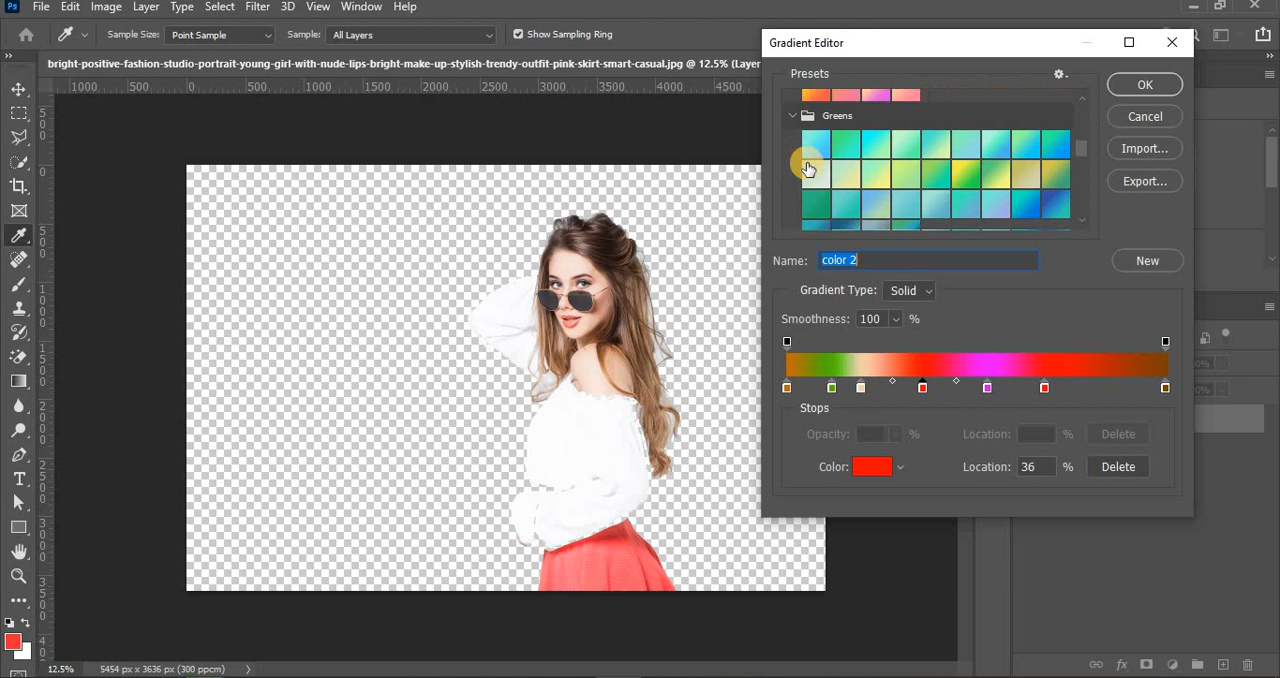 Ps File Edit Image Layer Type Select Filter 3D View Window Help
Sample Size: Point Sample Sample: All Layers Show Sampling Ring
bright-positive-fashion-studio-portrait-young-girl-with-nude-lips-bright-make-up-stylish-trendy-outfit-pink-skirt-smart-casual.jpg @ 12.5% (Layer
1000 500 0 500 1000 1500 2000 2500 3000 3500 4000 4500
Gradient Editor
Presets
Greens
OK
Cancel
Import...
Export...
Name: color 2
New
Gradient Type: Solid
Smoothness: 100 %
Stops
Opacity: % Location: % Delete
Color: Location: 36 % Delete
12.5% 5454 px x 3636 px (300 ppcm)